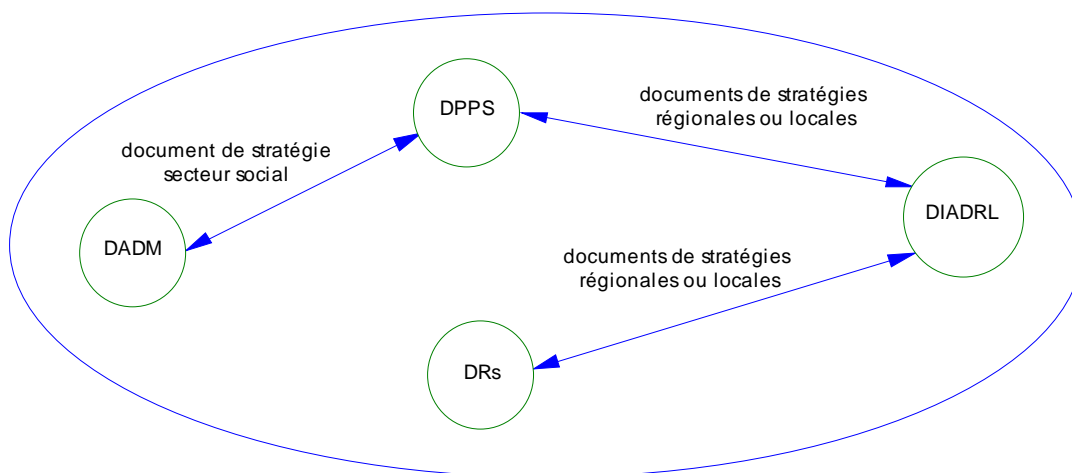 DPPS
documents de stratégies
régionales ou locales
document de stratégie
secteur social
DIADRL
DADM
documents de stratégies
régionales ou locales
DRs